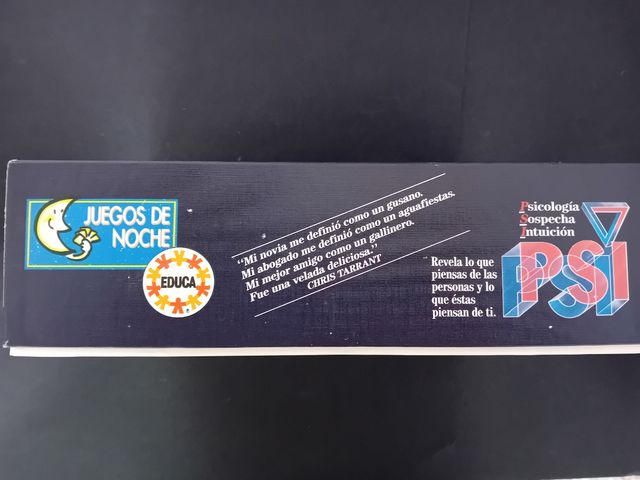 JUEGOS DE
NOCHE
EDUCA
“Mi novia me definió como un gusano.
Mi abogado me definió como un aguafiestas.
Mi mejor amigo como un gallinero.
Fue una velada deliciosa.”
CHRIS TARRANT
Psicología
Sospecha
Intuición
PSI
Revela lo que
piensas de las
personas y lo
que éstas
piensan de ti.